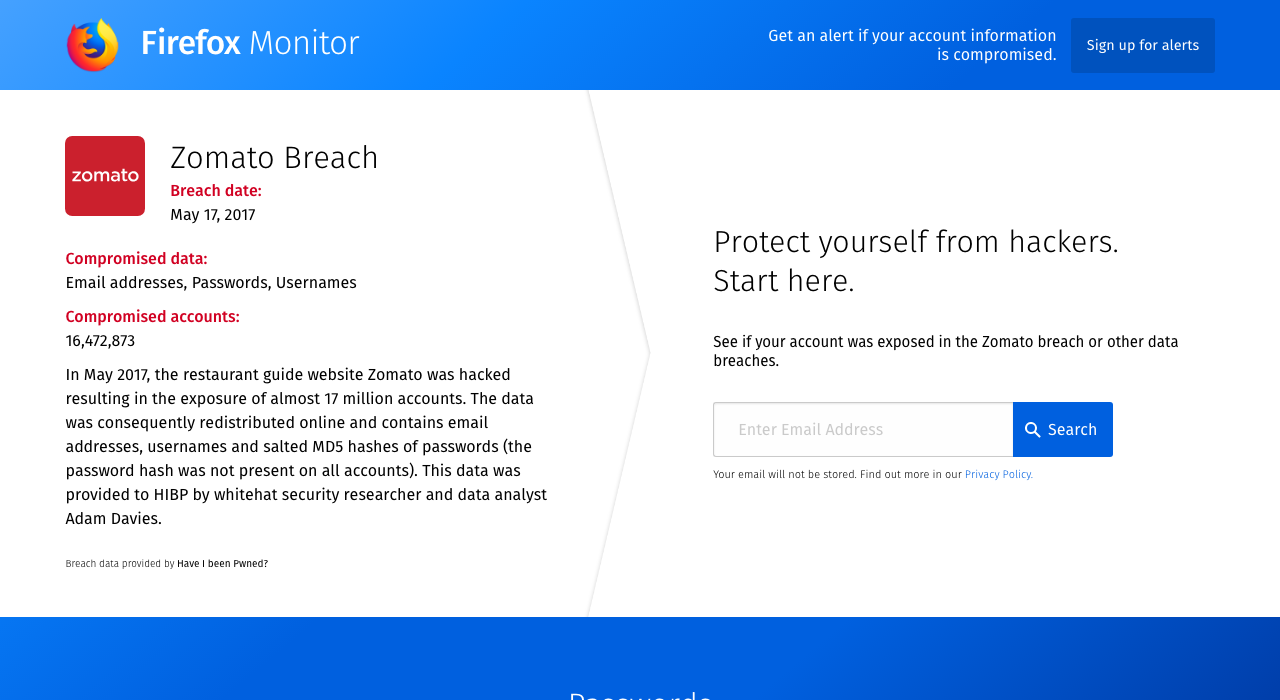 Firefox Monitor
Get an alert if your account information
is compromised.
Sign up for alerts
zomato
Zomato Breach
Breach date:
May 17, 2017
Compromised data:
Email addresses, Passwords, Usernames
Compromised accounts:
16,472,873
In May 2017, the restaurant guide website Zomato was hacked
resulting in the exposure of almost 17 million accounts. The data
was consequently redistributed online and contains email
addresses, usernames and salted MD5 hashes of passwords (the
password hash was not present on all accounts). This data was
provided to HIBP by whitehat security researcher and data analyst
Adam Davies.
Breach data provided by Have I been Pwned?
Protect yourself from hackers.
Start here.
See if your account was exposed in the Zomato breach or other data
breaches.
Enter Email Address
Search
Your email will not be stored. Find out more in our Privacy Policy.
Passwords